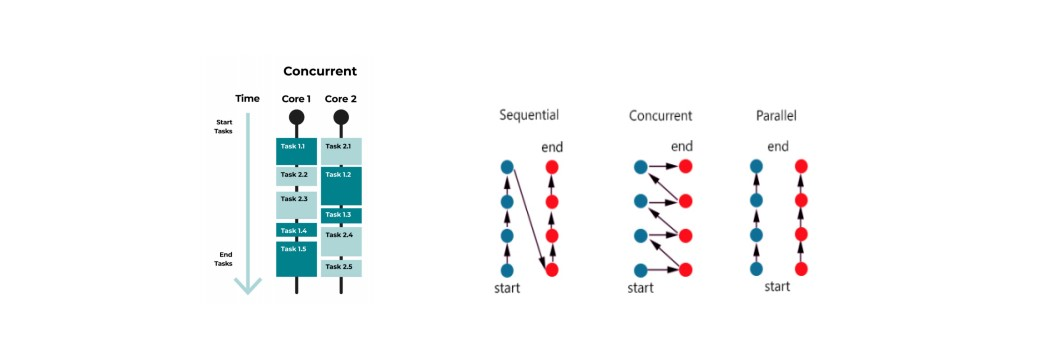 Concurrent
Time
Core 1
Core 2
Start
Tasks
Task 1.1
Task 2.1
Task 2.2
Task 1.2
Task 2.3
Task 1.3
Task 1.4
Task 2.4
Task 1.5
End
Tasks
Task 2.5
Sequential
end
start
Concurrent
end
start
Parallel
end
start